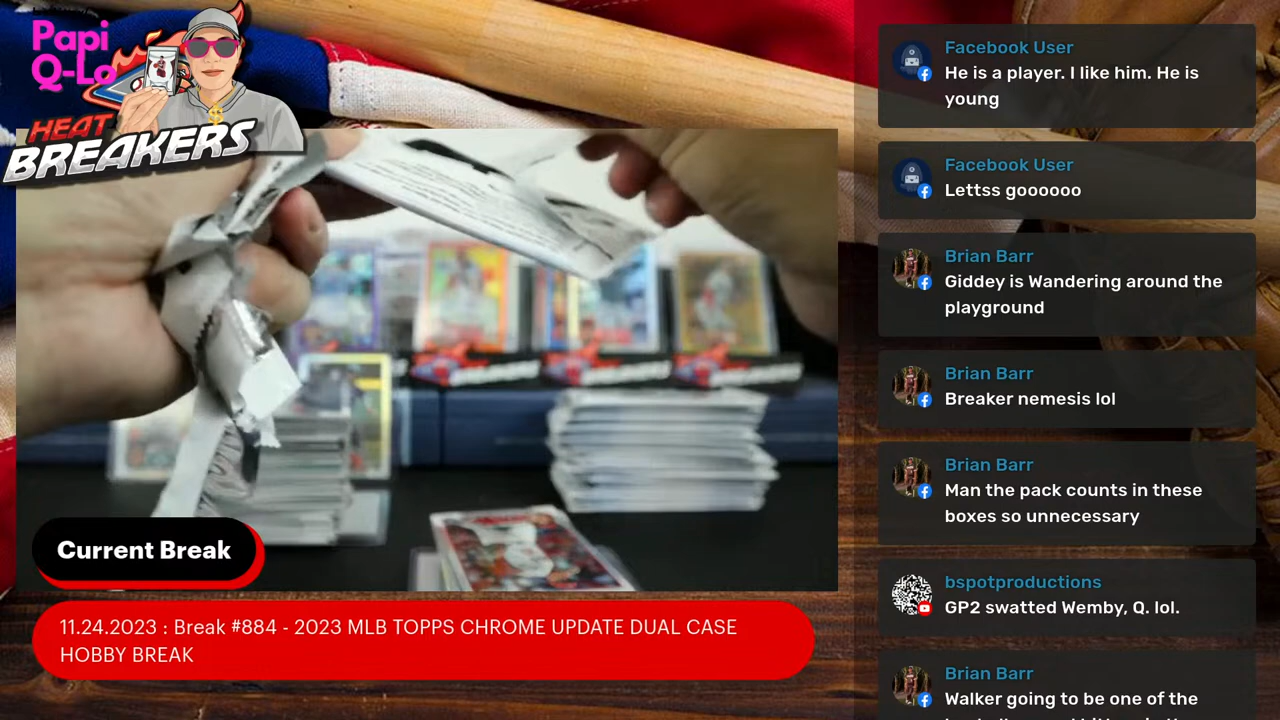 Papi
Q-Lo
HEAT
BREAKERS
Current Break
11.24.2023 : Break #884 - 2023 MLB TOPPS CHROME UPDATE DUAL CASE
HOBBY BREAK
Facebook User
He is a player. I like him. He is
young
Facebook User
Lettss goooooo
Brian Barr
Giddey is Wandering around the
playground
Brian Barr
Breaker nemesis lol
Brian Barr
Man the pack counts in these
boxes so unnecessary
bspotproductions
GP2 swatted Wemby, Q. lol.
Brian Barr
Walker going to be one of the